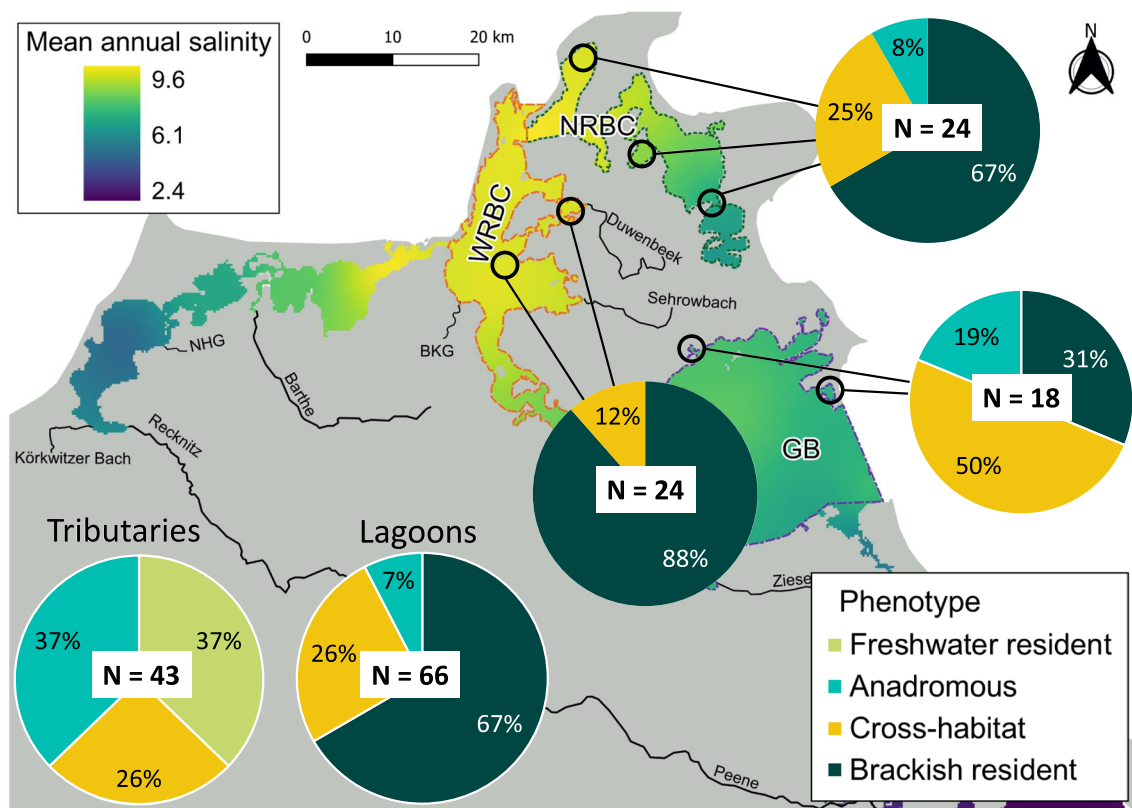 Mean annual salinity
9.6
6.1
2.4
0 10 20 km
N
NRBC
WRBC
Duwenbeek
Sehrowbach
BKG
NHG
Barthe
Recknitz
Körkwitzer Bach
GB
Ziese
Peene
8%
25%
N = 24
67%
19%
31%
N = 18
50%
12%
N = 24
88%
Tributaries
37%
37%
N = 43
26%
Lagoons
7%
26%
N = 66
67%
Phenotype
Freshwater resident
Anadromous
Cross-habitat
Brackish resident